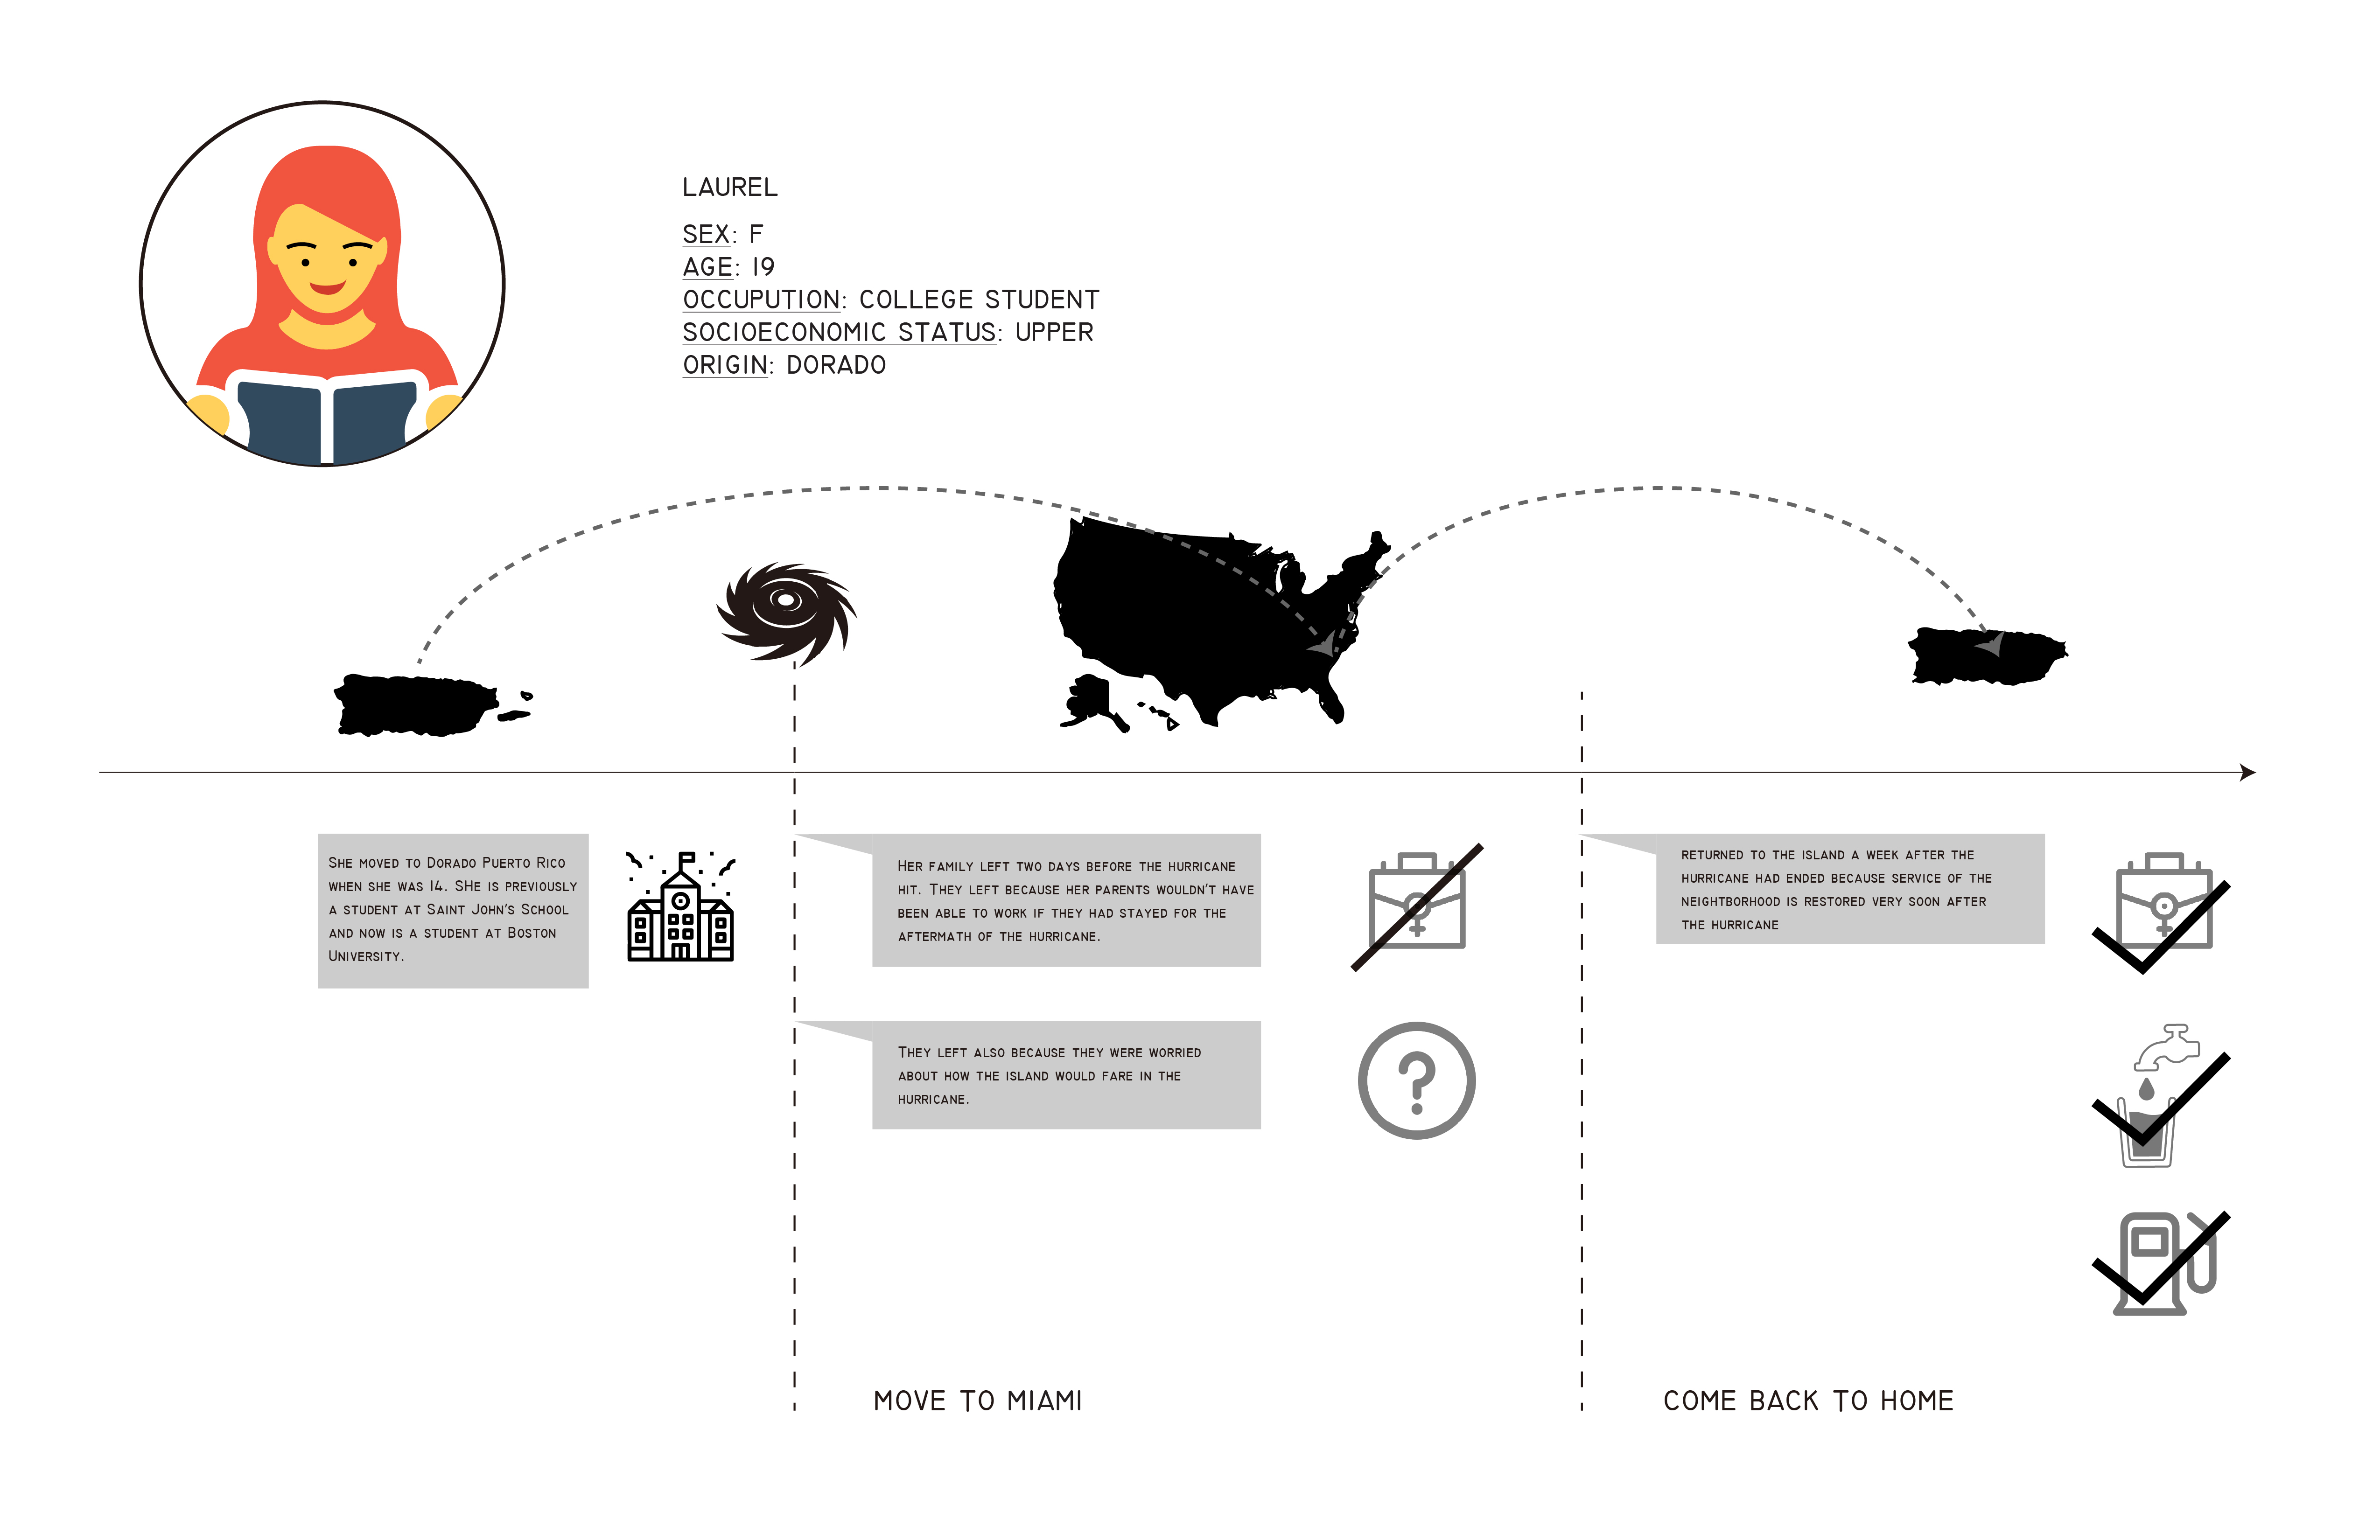 LAUREL
SEX: F
AGE: 19
OCCUPUTION: COLLEGE STUDENT
SOCIOECONOMIC STATUS: UPPER
ORIGIN: DORADO
She moved to Dorado Puerto Rico
when she was 14. SHe is previously
a student at Saint John's School
and now is a student at Boston
University.
Her family left two days before the hurricane
hit. They left because her parents wouldn't have
been able to work if they had stayed for the
aftermath of the hurricane.
They left also because they were worried
about how the island would fare in the
hurricane.
returned to the island a week after the
hurricane had ended because service of the
neightborhood is restored very soon after
the hurricane
MOVE TO MIAMI
COME BACK TO HOME